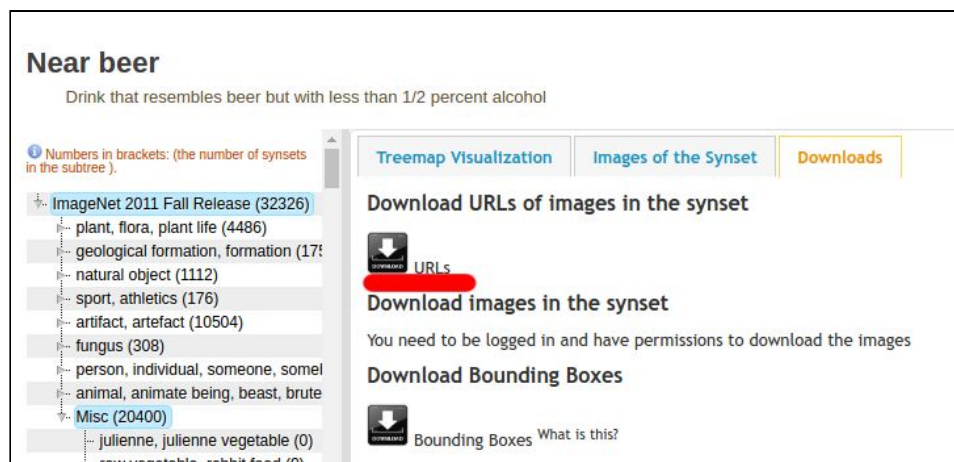 Near beer
Drink that resembles beer but with less than 1/2 percent alcohol
Numbers in brackets: (the number of synsets
in the subtree ).
ImageNet 2011 Fall Release (32326)
plant, flora, plant life (4486)
geological formation, formation (175
natural object (1112)
sport, athletics (176)
artifact, artefact (10504)
fungus (308)
person, individual, someone, somel
animal, animate being, beast, brute
Misc (20400)
julienne, julienne vegetable (0)
Treemap Visualization
Images of the Synset
Downloads
Download URLs of images in the synset
DOWNLOAD
URLs
Download images in the synset
You need to be logged in and have permissions to download the images
Download Bounding Boxes
DOWNLOAD
Bounding Boxes What is this?